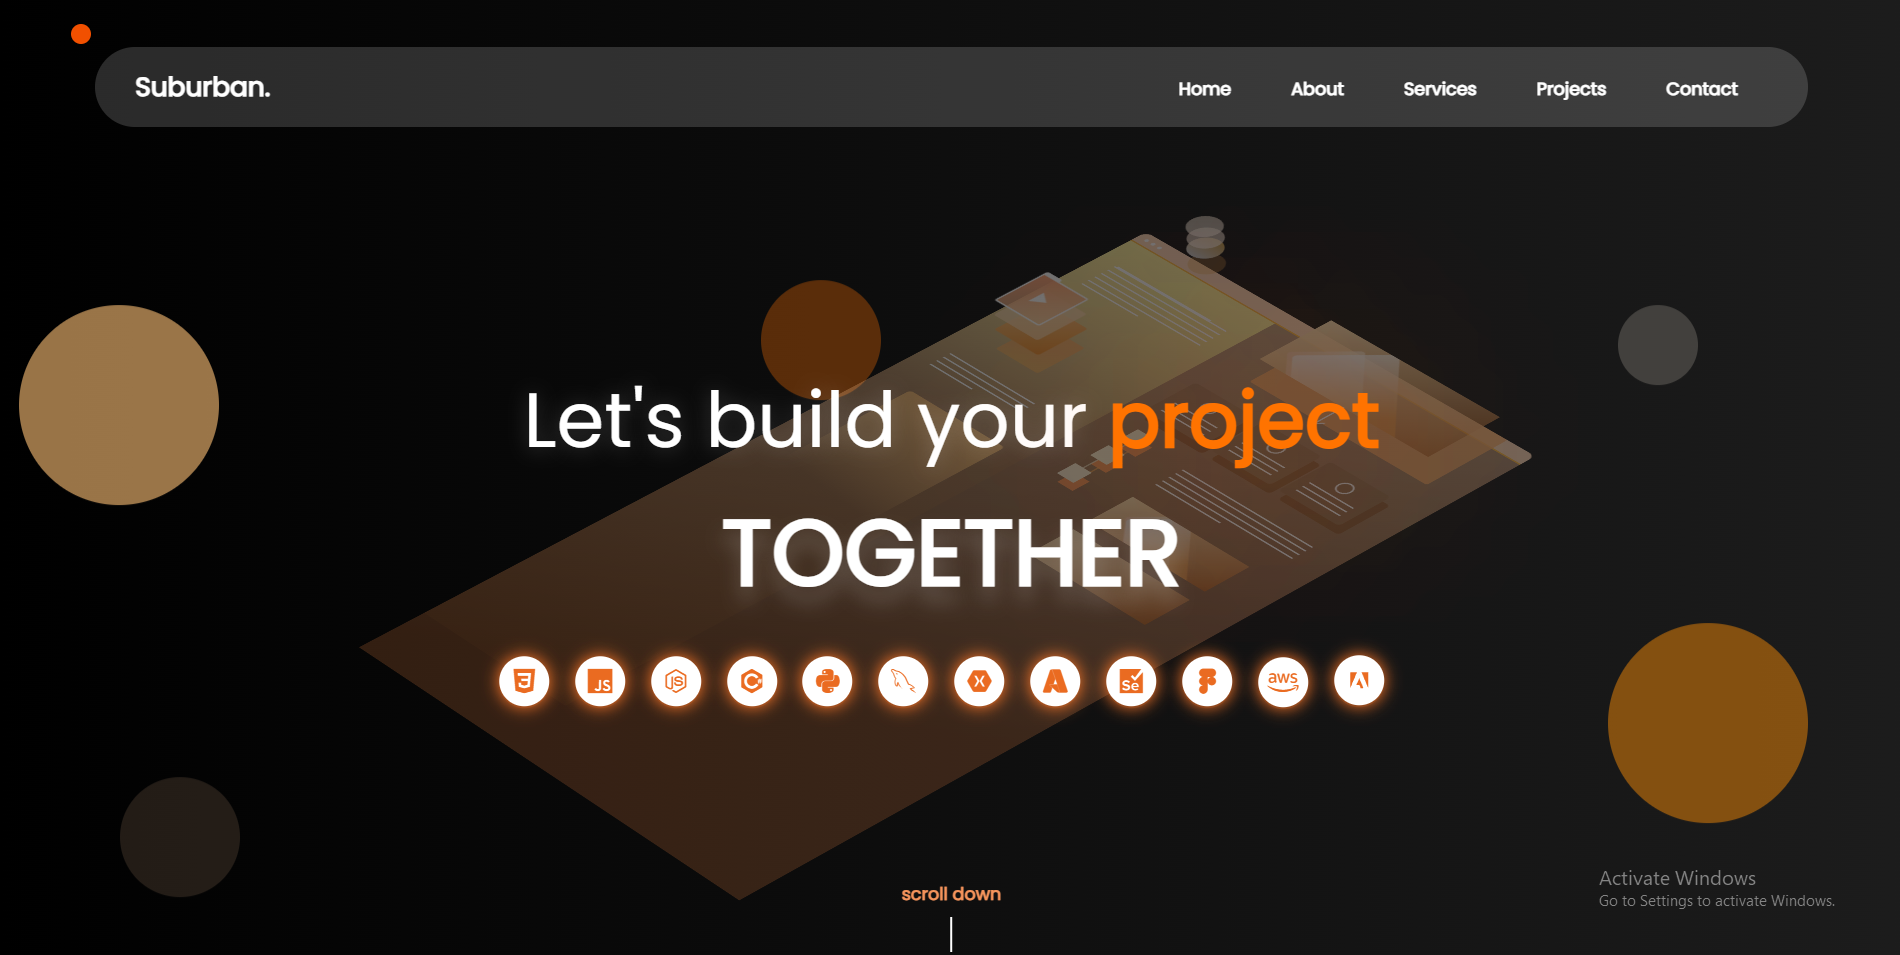 Suburban.
Home About Services Projects Contact
Let's build your project
TOGETHER
JS JS C# Se aws
scroll down
Activate Windows
Go to Settings to activate Windows.